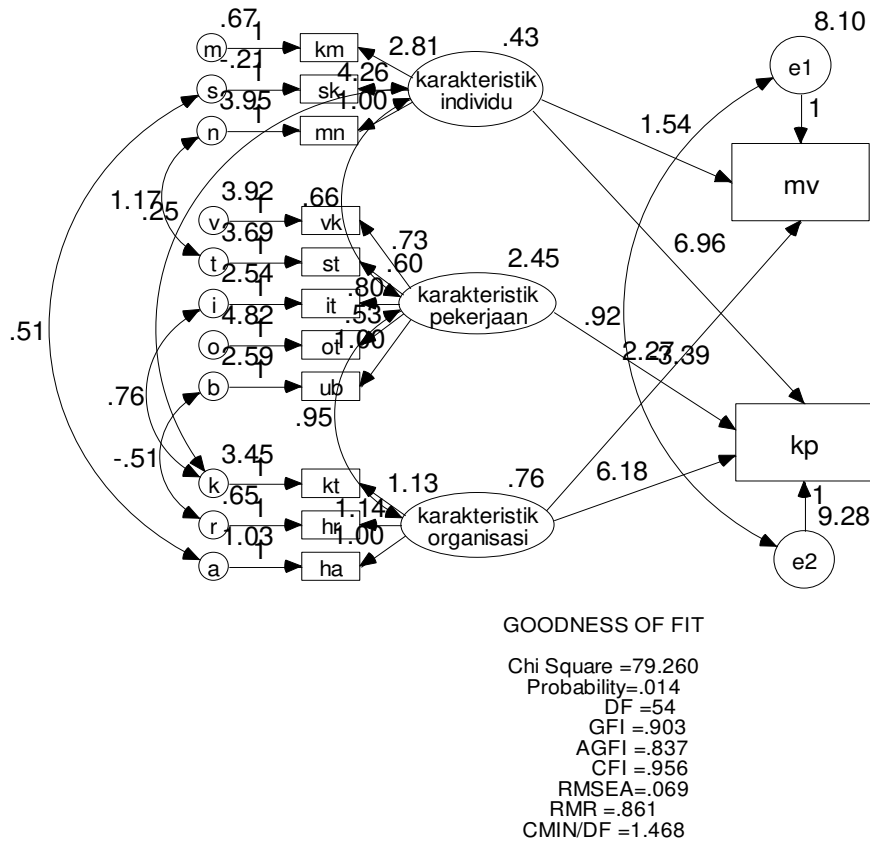 8.10
.67
1
m
km
2.81
.43
e1
-.21
1
s
sk
4.26
karakteristik
individu
3.95
1
n
mn
1.00
1.54
1
mv
1.17
.25
.66
3.92
1
v
vk
.73
6.96
3.69
1
t
st
.60
2.45
2.54
1
i
it
.80
karakteristik
pekerjaan
.51
4.82
1
o
ot
.53
.92
2.27
-3.39
2.59
1
b
ub
1.00
.76
.95
-.51
3.45
1
k
kt
1.13
.76
6.18
kp
.65
1
r
hr
1.14
karakteristik
organisasi
1
9.28
1.03
1
a
ha
1.00
e2
GOODNESS OF FIT
Chi Square =79.260
Probability=.014
DF =54
GFI =.903
AGFI =.837
CFI =.956
RMSEA=.069
RMR =.861
CMIN/DF =1.468